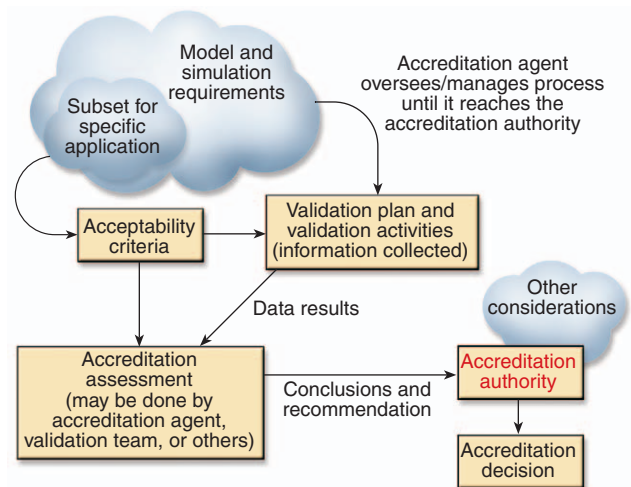 Model and
simulation
requirements
Subset for
specific
application
Accreditation agent
oversees/manages process
until it reaches the
accreditation authority
Acceptability
criteria
Validation plan and
validation activities
(information collected)
Data results
Other
considerations
Accreditation
assessment
(may be done by
accreditation agent,
validation team, or others)
Conclusions and
recommendation
Accreditation
authority
Accreditation
decision